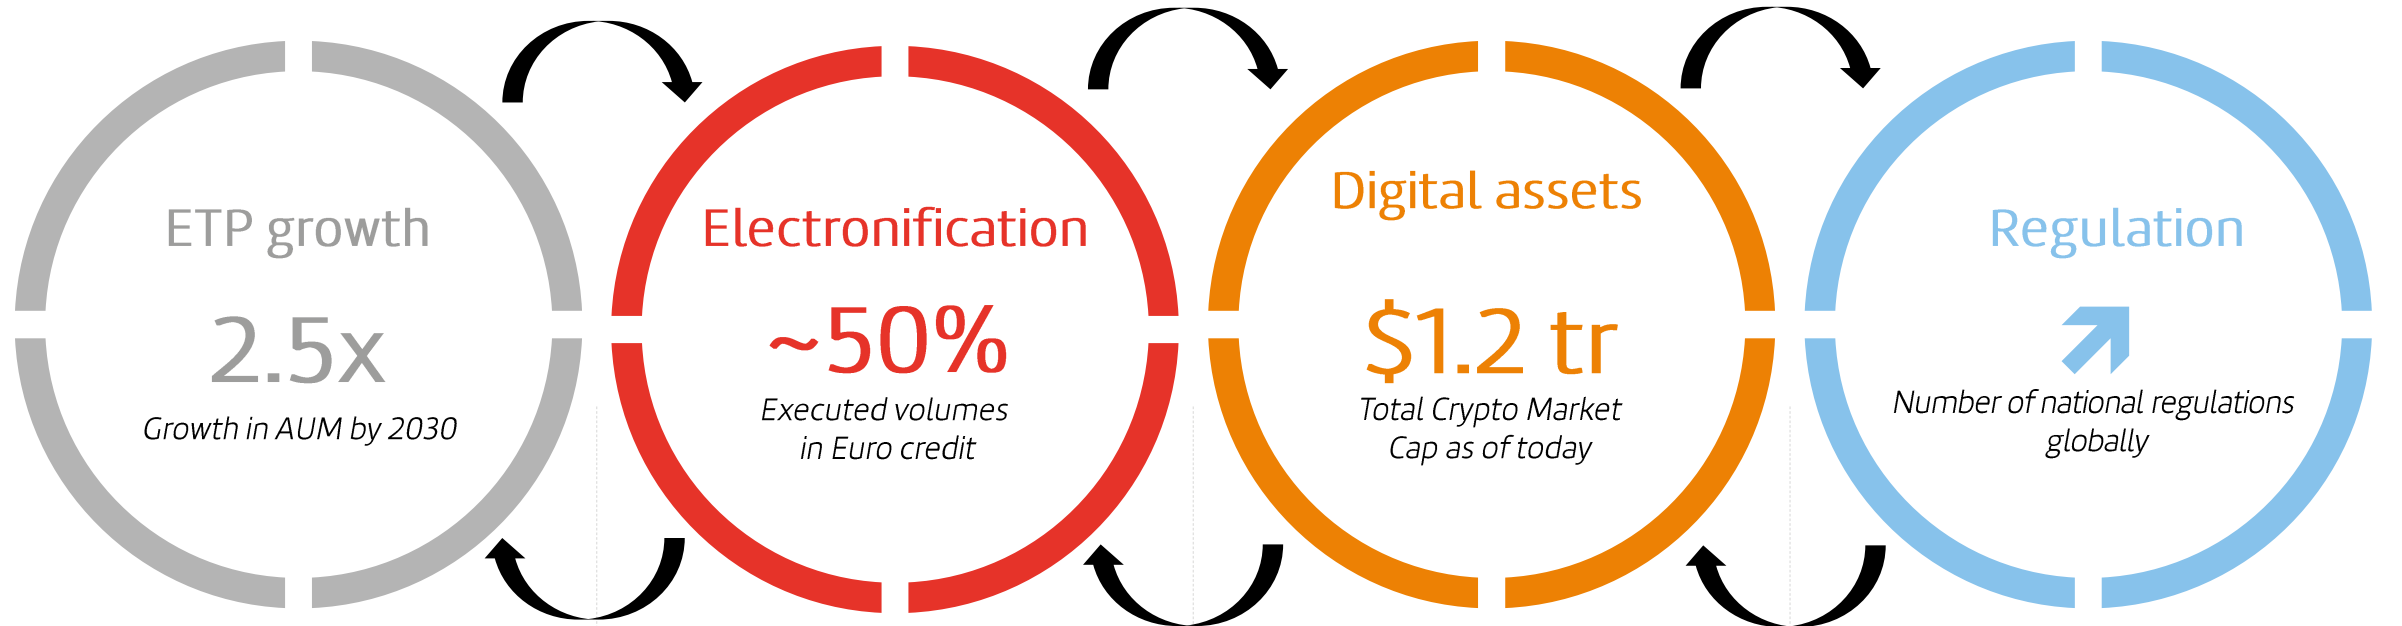 ETP growth
2.5x
Growth in AUM by 2030
Electronification
~50%
Executed volumes
in Euro credit
Digital assets
$1.2 tr
Total Crypto Market
Cap as of today
Regulation
Number of national regulations
globally